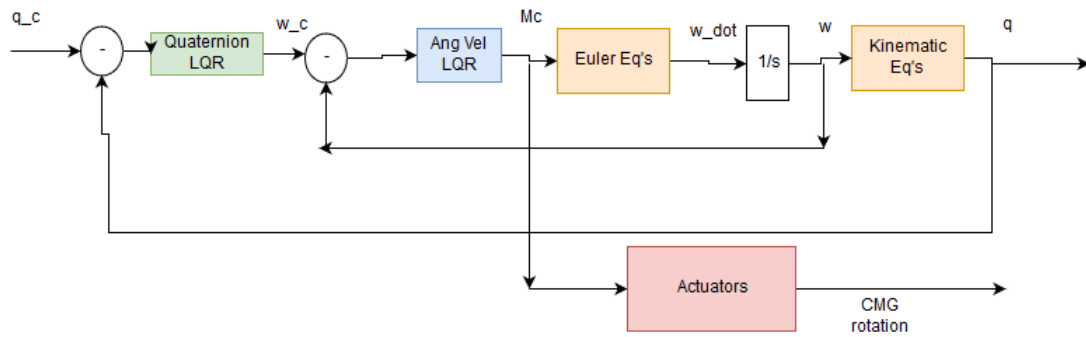 q_c
-
Quaternion
LQR
w_c
-
Ang Vel
LQR
Mc
Euler Eq's
w_dot
1/s
w
Kinematic
Eq's
q
Actuators
CMG
rotation